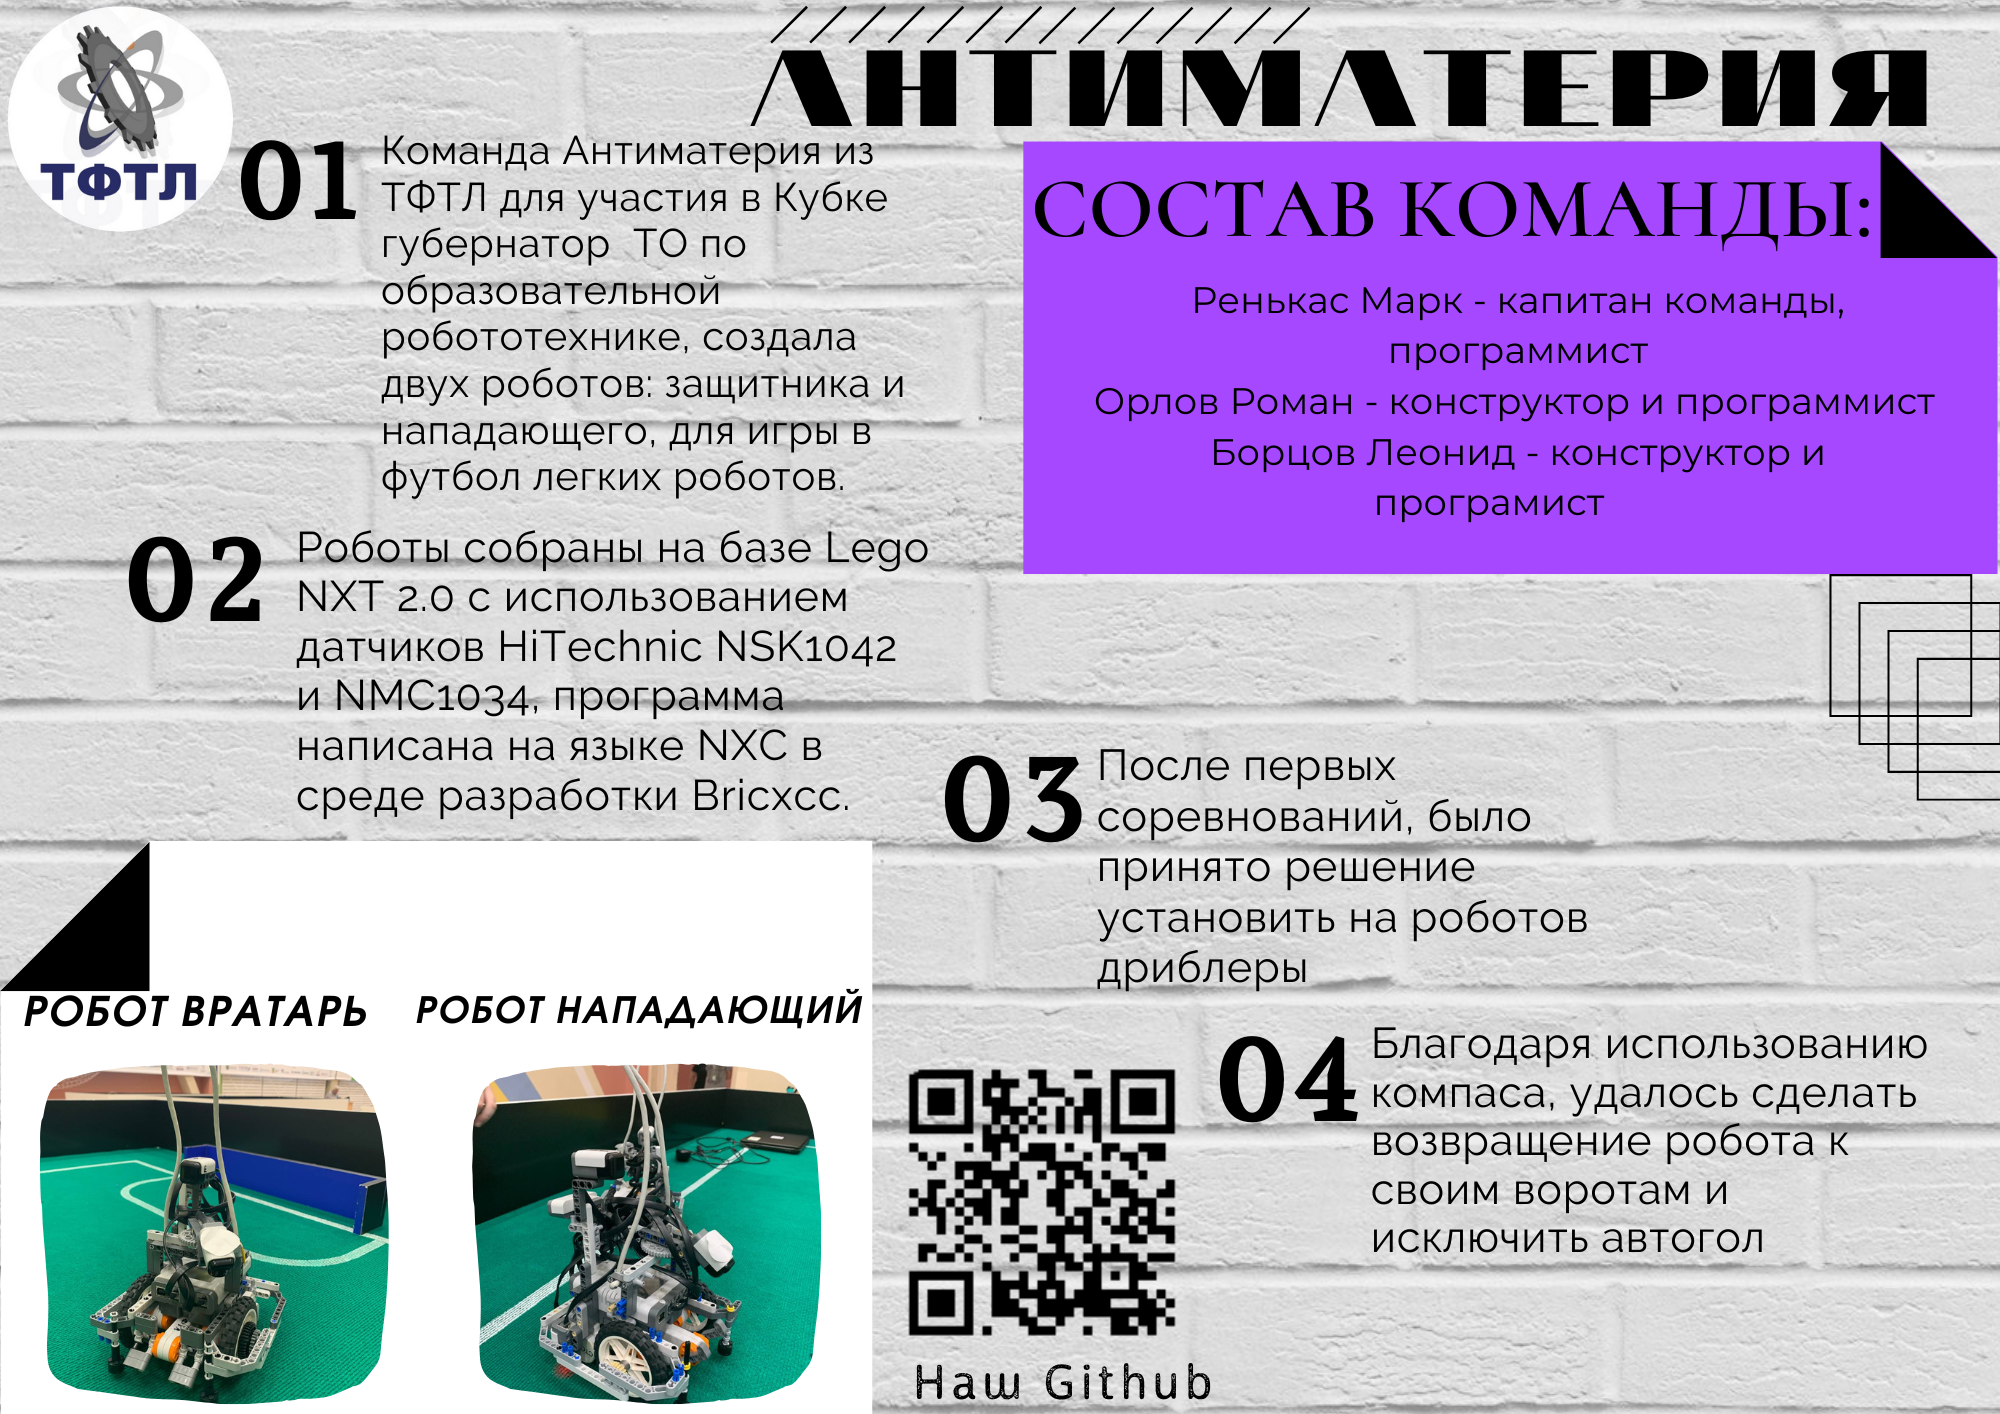 АНТИМАТЕРИЯ
ТФТЛ
01
Команда Антиматерия из
ТФТЛ для участия в Кубке
губернатор  ТО по
образовательной
робототехнике, создала
двух роботов: защитника и
нападающего, для игры в
футбол легких роботов.
СОСТАВ КОМАНДЫ:
Ренькас Марк - капитан команды,
программист
Орлов Роман - конструктор и программист
Борцов Леонид - конструктор и
програмист
02
Роботы собраны на базе Lego
NXT 2.0 с использованием
датчиков HiTechnic NSK1042
и NMC1034, программа
написана на языке NXC в
среде разработки Bricxcc.
03
После первых
соревнований, было
принято решение
установить на роботов
дриблеры
РОБОТ ВРАТАРЬ
РОБОТ НАПАДАЮЩИЙ
04
Благодаря использованию
компаса, удалось сделать
возвращение робота к
своим воротам и
исключить автогол
Наш Github